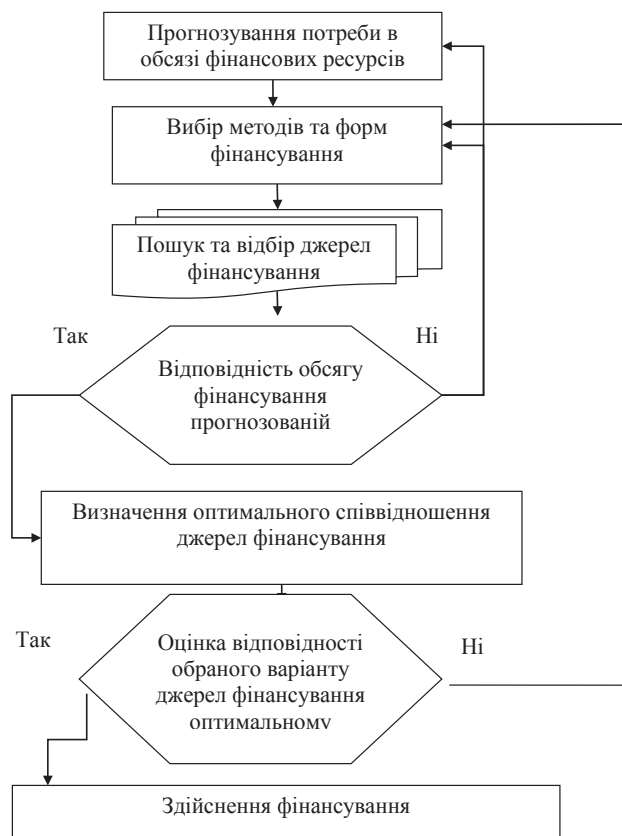 Прогнозування потреби в
обсязі фінансових ресурсів
Вибір методів та форм
фінансування
Пошук та відбір джерел
фінансування
Так
Ні
Відповідність обсягу
фінансування
прогнозованій
Визначення оптимального співвідношення
джерел фінансування
Так
Ні
Оцінка відповідності
обраного варіанту
джерел фінансування
оптимальному
Здійснення фінансування